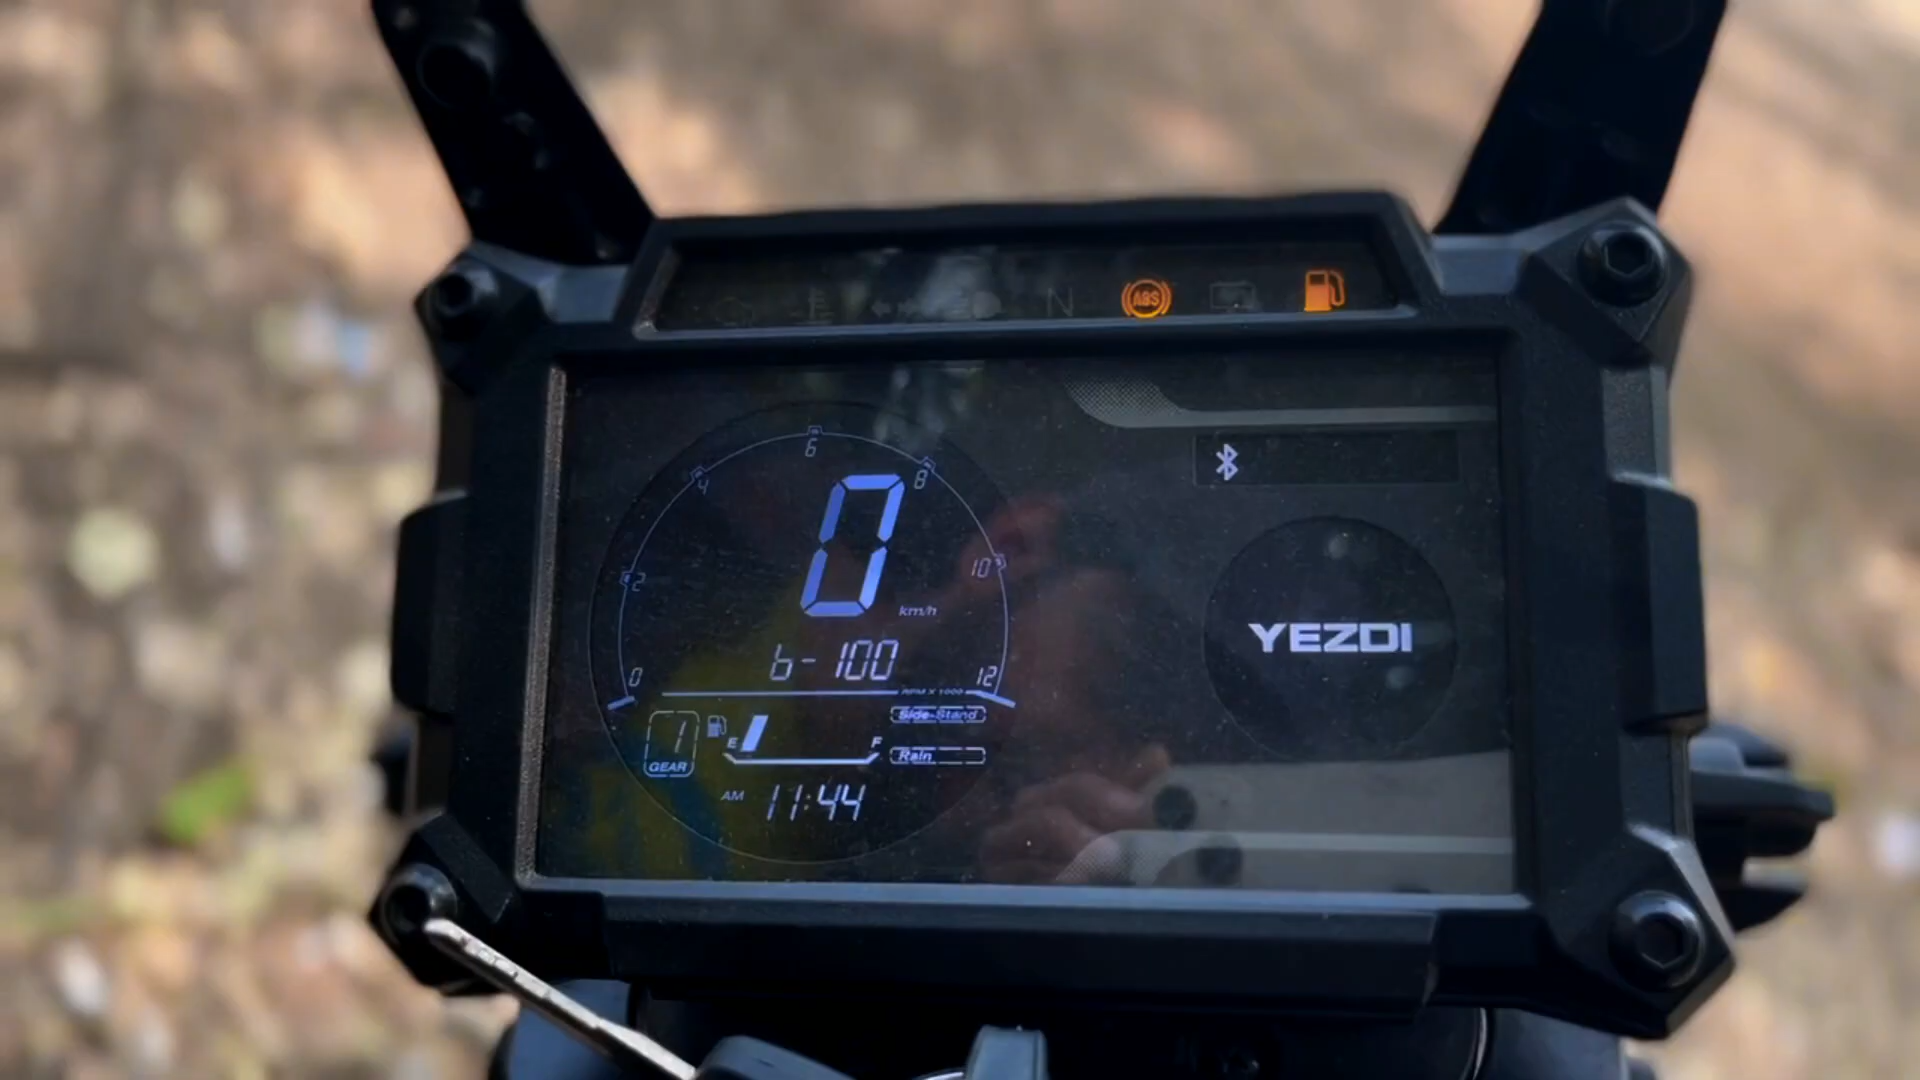 N ABS
6
4 8
0
2 10
km/h
b-100
0 12
RPM X 1000
1 Side-Stand
E F
GEAR Rain
AM 11:44
YEZDI